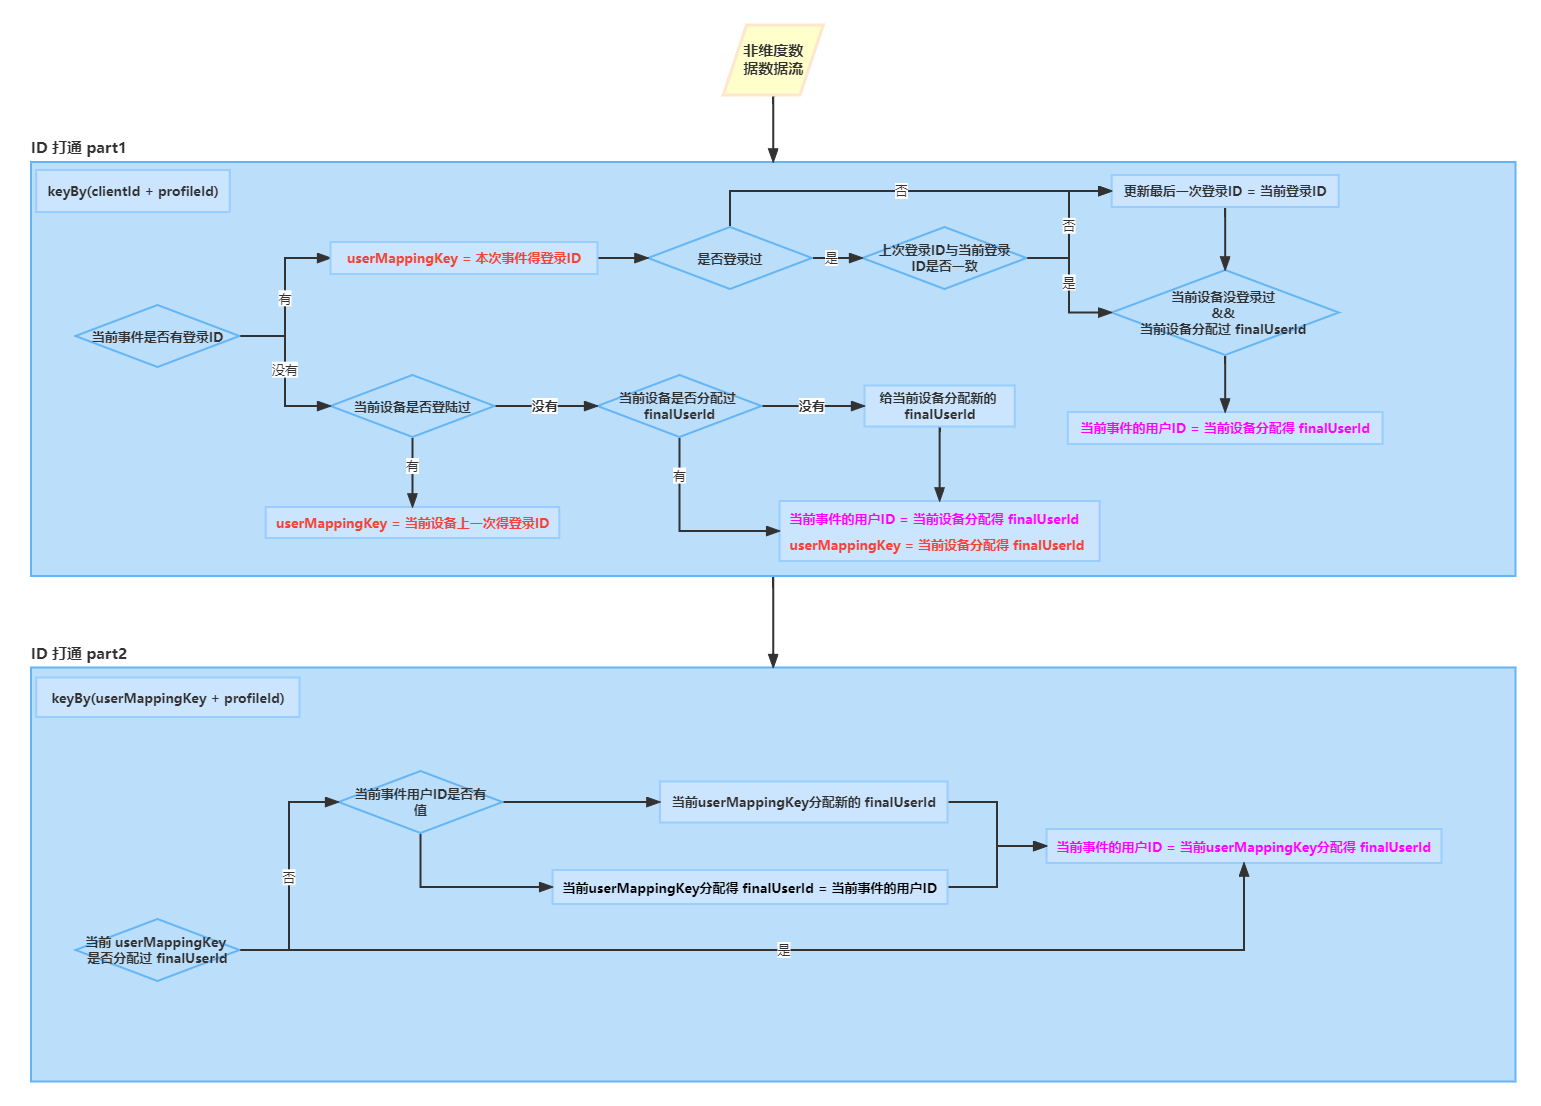 非维度数
据数据流
ID 打通 part1
keyBy(clientId + profileId)
否
更新最后一次登录ID = 当前登录ID
否
userMappingKey = 本次事件得登录ID
是否登录过
是
上次登录ID与当前登录
ID是否一致
是
有
当前设备没登录过
&&
当前设备分配过 finalUserId
当前事件是否有登录ID
没有
当前设备是否登陆过
没有
当前设备是否分配过
finalUserId
没有
给当前设备分配新的
finalUserId
当前事件的用户ID = 当前设备分配得 finalUserId
有
有
userMappingKey = 当前设备上一次得登录ID
当前事件的用户ID = 当前设备分配得 finalUserId
userMappingKey = 当前设备分配得 finalUserId
ID 打通 part2
keyBy(userMappingKey + profileId)
当前事件用户ID是否有
值
当前userMappingKey分配新的 finalUserId
当前事件的用户ID = 当前userMappingKey分配得 finalUserId
否
当前userMappingKey分配得 finalUserId = 当前事件的用户ID
当前 userMappingKey
是否分配过 finalUserId
是